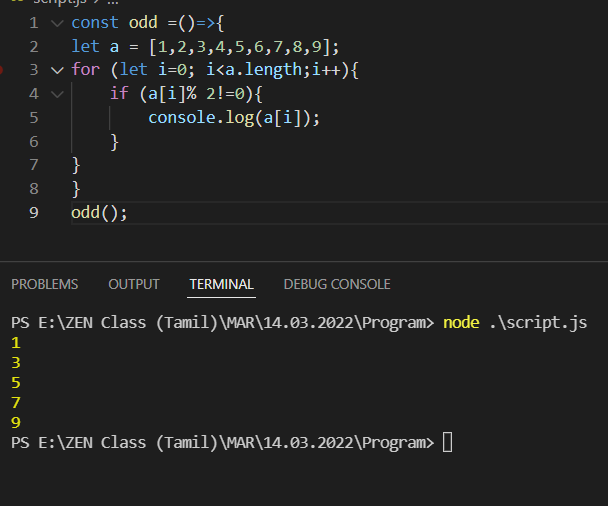 script.js > ...
1 const odd =()=>{
2 let a = [1,2,3,4,5,6,7,8,9];
3 for (let i=0; i<a.length;i++){
4     if (a[i]% 2!=0){
5         console.log(a[i]);
6     }
7 }
8 }
9 odd();
PROBLEMS OUTPUT TERMINAL DEBUG CONSOLE
PS E:\ZEN Class (Tamil)\MAR\14.03.2022\Program> node .\script.js
1
3
5
7
9
PS E:\ZEN Class (Tamil)\MAR\14.03.2022\Program>